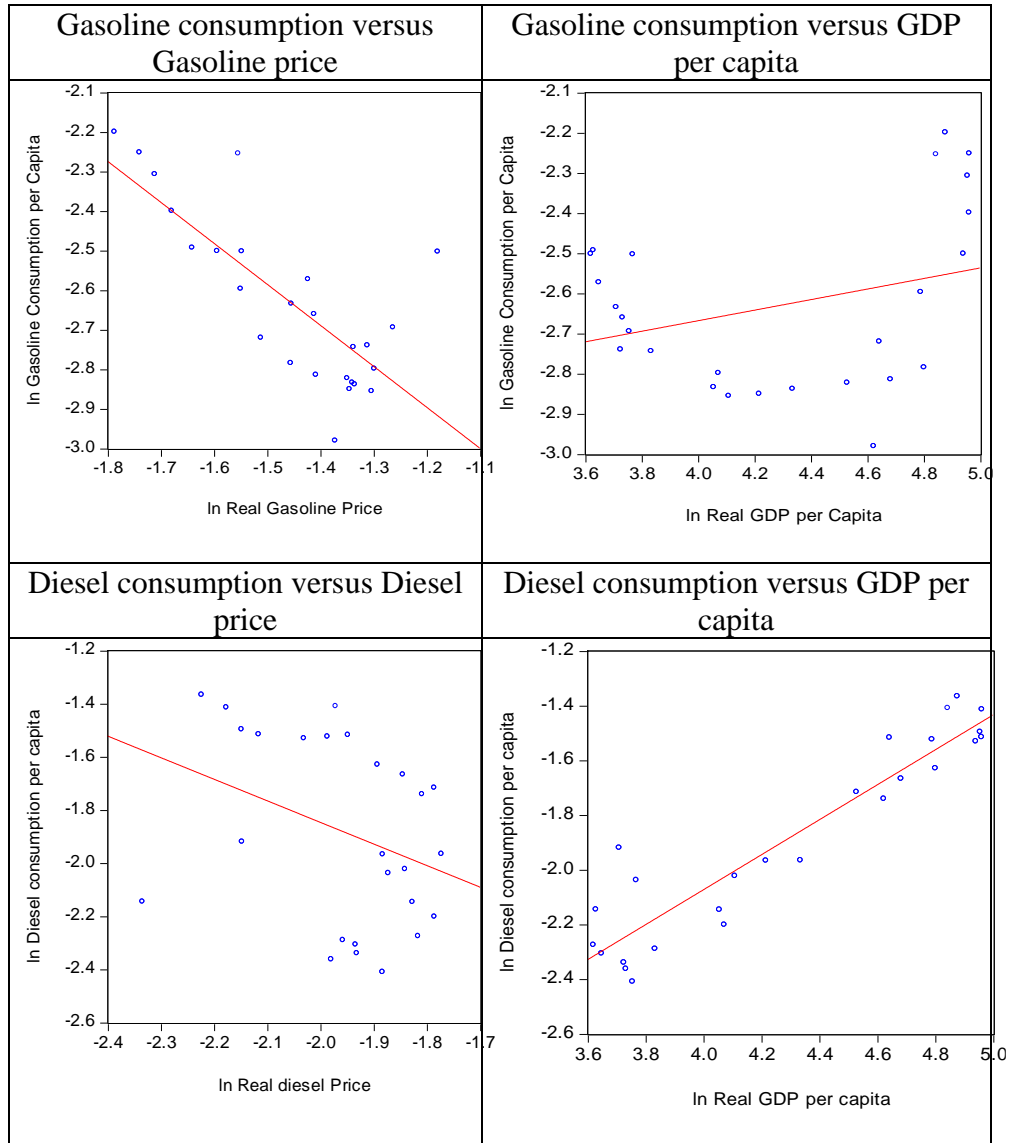 Gasoline consumption versus
Gasoline price
-2.1
-2.2
-2.3
-2.4
-2.5
-2.6
-2.7
-2.8
-2.9
-3.0
-1.8 -1.7 -1.6 -1.5 -1.4 -1.3 -1.2 -1.1
ln Gasoline Consumption per Capita
ln Real Gasoline Price
Gasoline consumption versus GDP
per capita
-2.1
-2.2
-2.3
-2.4
-2.5
-2.6
-2.7
-2.8
-2.9
-3.0
3.6 3.8 4.0 4.2 4.4 4.6 4.8 5.0
ln Gasoline Consumption per Capita
ln Real GDP per Capita
Diesel consumption versus Diesel
price
-1.2
-1.4
-1.6
-1.8
-2.0
-2.2
-2.4
-2.6
-2.4 -2.3 -2.2 -2.1 -2.0 -1.9 -1.8 -1.7
ln Diesel consumption per capita
ln Real diesel Price
Diesel consumption versus GDP per
capita
-1.2
-1.4
-1.6
-1.8
-2.0
-2.2
-2.4
-2.6
3.6 3.8 4.0 4.2 4.4 4.6 4.8 5.0
ln Diesel consumption per capita
ln Real GDP per capita